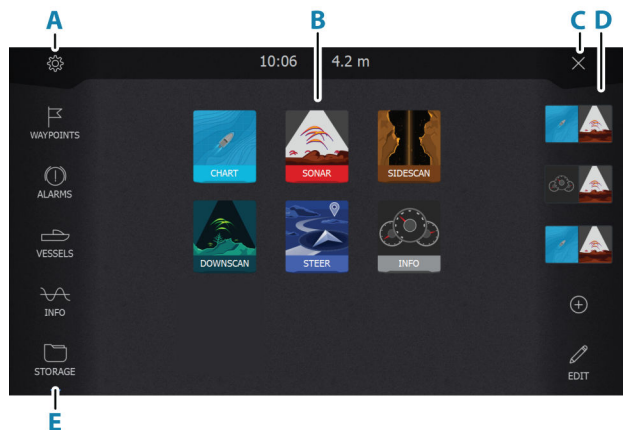 A B C D
10:06 4.2 m
WAYPOINTS
ALARMS
VESSELS
INFO
STORAGE
CHART SONAR SIDESCAN
DOWNSCAN STEER INFO
EDIT
E